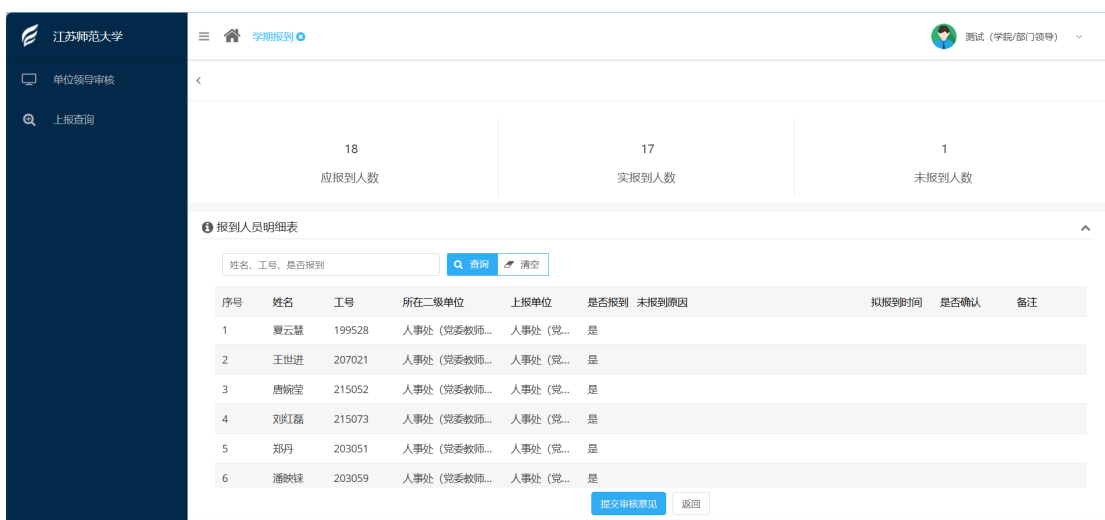 江苏师范大学
学期报到
测试（学院/部门领导）
单位领导审核
上报查询
18 17 1
应报到人数 实报到人数 未报到人数
报到人员明细表
姓名、工号、是否报到 查询 清空
序号 姓名 工号 所在二级单位 上报单位 是否报到 未报到原因 拟报到时间 是否确认 备注
1 夏云慧 199528 人事处（党委教师... 人事处（党... 是
2 王世进 207021 人事处（党委教师... 人事处（党... 是
3 唐婉莹 215052 人事处（党委教师... 人事处（党... 是
4 刘红磊 215073 人事处（党委教师... 人事处（党... 是
5 郑丹 203051 人事处（党委教师... 人事处（党... 是
6 潘映铼 203059 人事处（党委教师... 人事处（党... 是
提交审核意见 返回